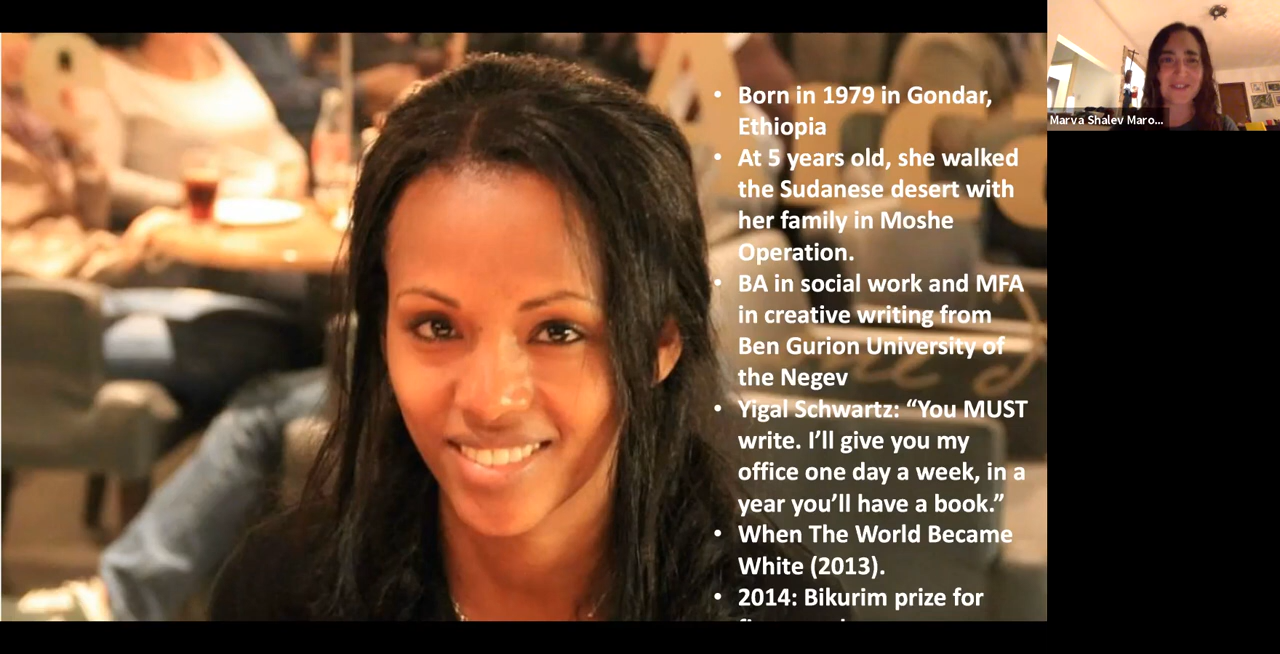 • Born in 1979 in Gondar,
Ethiopia
• At 5 years old, she walked
the Sudanese desert with
her family in Moshe
Operation.
• BA in social work and MFA
in creative writing from
Ben Gurion University of
the Negev
• Yigal Schwartz: “You MUST
write. I’ll give you my
office one day a week, in a
year you’ll have a book.”
• When The World Became
White (2013).
• 2014: Bikurim prize for
Marva Shalev Maro...